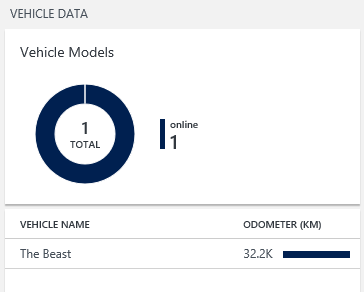 VEHICLE DATA
Vehicle Models
1
TOTAL
online
1
VEHICLE NAME ODOMETER (KM)
The Beast 32.2K